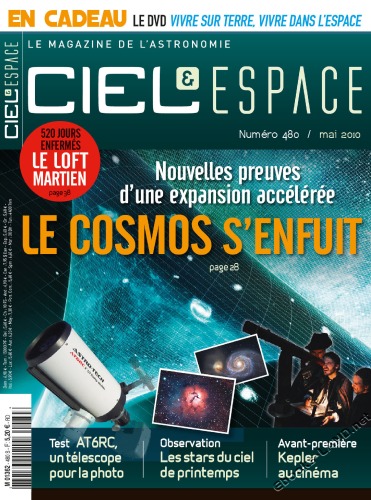 EN CADEAU LE DVD VIVRE SUR TERRE, VIVRE DANS L'ESPACE
LE MAGAZINE DE L'ASTRONOMIE
CIEL & ESPACE
CIEL & ESPACE
Numéro 480 / mai 2010
520 JOURS
ENFERMÉS
LE LOFT
MARTIEN
page 38
Nouvelles preuves
d'une expansion accélérée
LE COSMOS S'ENFUIT
page 28
ASTROTECH
AT6RC
Test AT6RC,
un télescope
pour la photo
Observation
Les stars du ciel
de printemps
Avant-première
Kepler
au cinéma